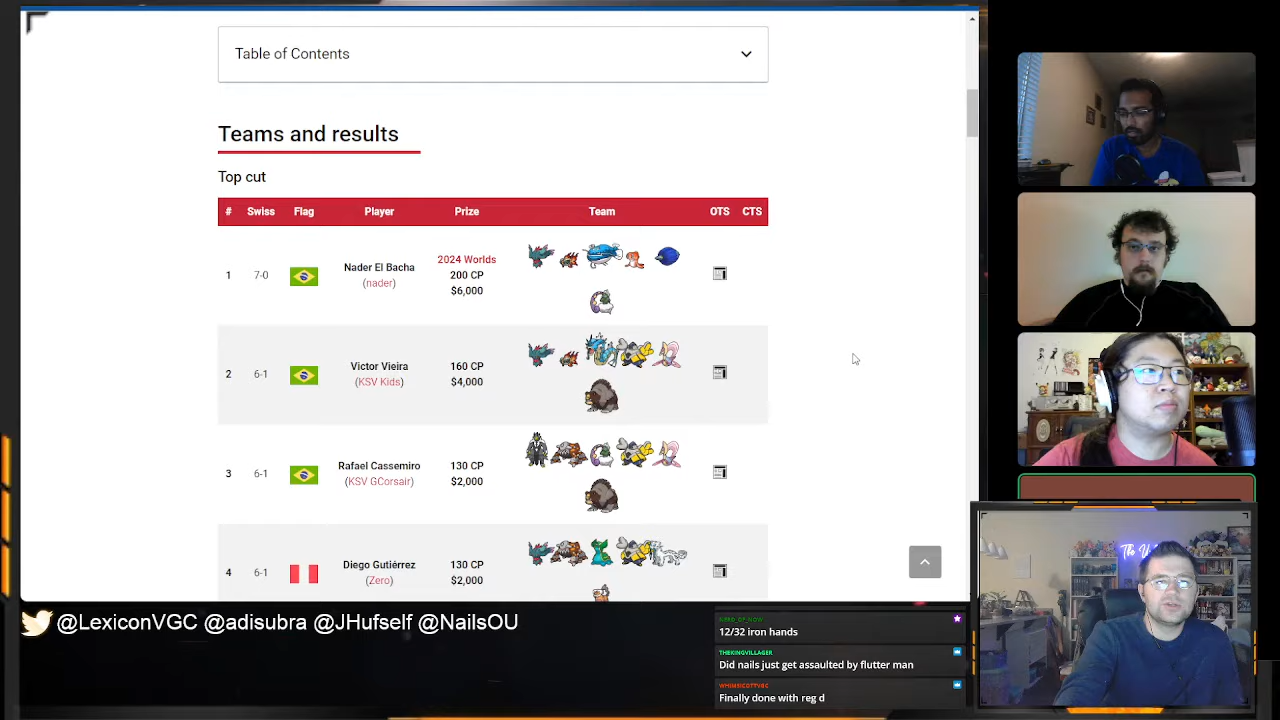 Table of Contents
Teams and results
Top cut
# Swiss Flag Player Prize Team OTS CTS
1 7-0 Nader El Bacha (nader) 2024 Worlds 200 CP $6,000
2 6-1 Victor Vieira (KSV Kids) 160 CP $4,000
3 6-1 Rafael Cassemiro (KSV GCorsair) 130 CP $2,000
4 6-1 Diego Gutiérrez (Zero) 130 CP $2,000
@LexiconVGC @adisubra @JHufself @NailsOU
12/32 iron hands
THEKINGVILLAGER
Did nails just get assaulted by flutter man
WHIMSICOTTVGC
Finally done with reg d
The U